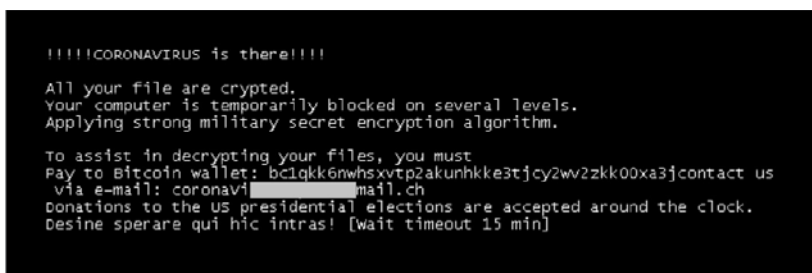 !!!!!CORONAVIRUS is there!!!!
All your file are crypted.
Your computer is temporarily blocked on several levels.
Applying strong military secret encryption algorithm.
To assist in decrypting your files, you must
Pay to Bitcoin wallet: bc1qkk6nwhsxvtp2akunhkke3tjcy2wv2zkk00xa3jcontact us
via e-mail: coronavi mail.ch
Donations to the US presidential elections are accepted around the clock.
Desine sperare qui hic intras! [Wait timeout 15 min]